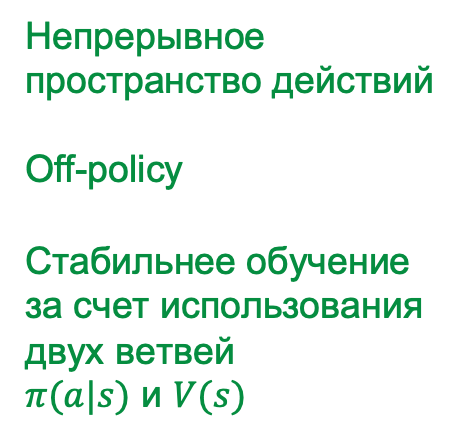 Непрерывное
пространство действий
Off-policy
Стабильнее обучение
за счет использования
двух ветвей
π(a|s) и V(s)